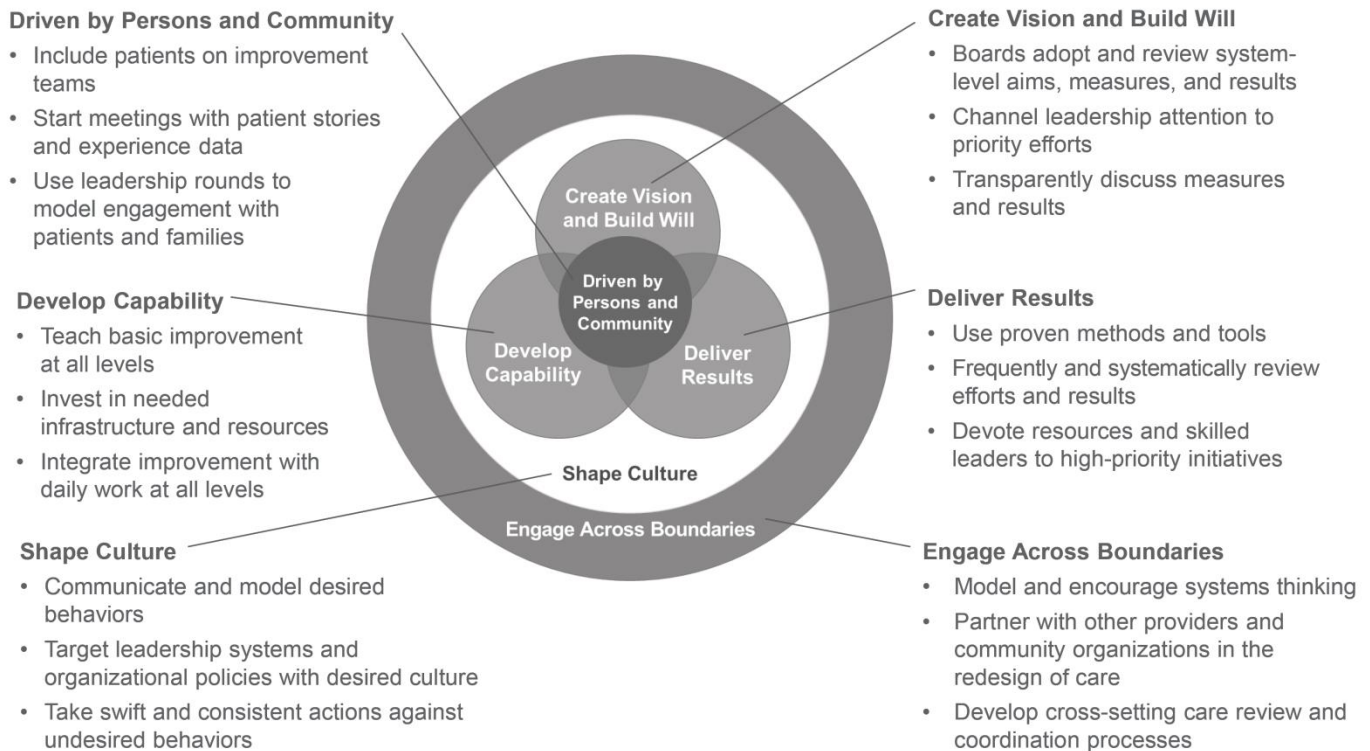 Driven by Persons and Community
• Include patients on improvement
teams
• Start meetings with patient stories
and experience data
• Use leadership rounds to
model engagement with
patients and families
Develop Capability
• Teach basic improvement
at all levels
• Invest in needed
infrastructure and resources
• Integrate improvement with
daily work at all levels
Shape Culture
• Communicate and model desired
behaviors
• Target leadership systems and
organizational policies with desired culture
• Take swift and consistent actions against
undesired behaviors
Create Vision
and Build Will
Driven by
Persons and
Community
Develop
Capability
Deliver
Results
Shape Culture
Engage Across Boundaries
Create Vision and Build Will
• Boards adopt and review system-
level aims, measures, and results
• Channel leadership attention to
priority efforts
• Transparently discuss measures
and results
Deliver Results
• Use proven methods and tools
• Frequently and systematically review
efforts and results
• Devote resources and skilled
leaders to high-priority initiatives
Engage Across Boundaries
• Model and encourage systems thinking
• Partner with other providers and
community organizations in the
redesign of care
• Develop cross-setting care review and
coordination processes